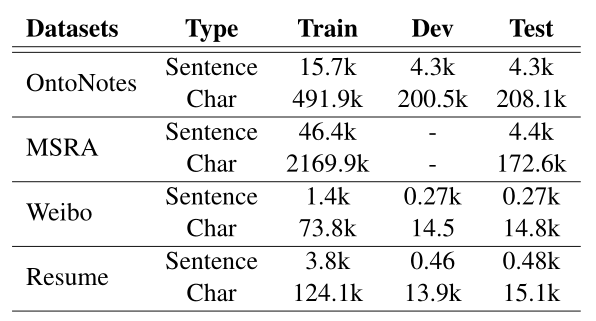 Datasets Type Train Dev Test
OntoNotes Sentence 15.7k 4.3k 4.3k
Char 491.9k 200.5k 208.1k
MSRA Sentence 46.4k - 4.4k
Char 2169.9k - 172.6k
Weibo Sentence 1.4k 0.27k 0.27k
Char 73.8k 14.5 14.8k
Resume Sentence 3.8k 0.46 0.48k
Char 124.1k 13.9k 15.1k